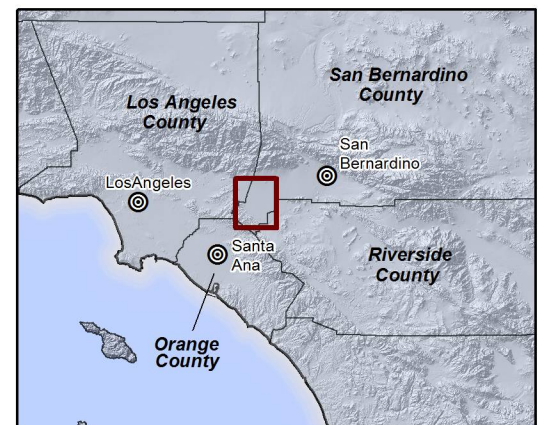 San Bernardino
County
Los Angeles
County
San
Bernardino
LosAngeles
Santa
Ana
Riverside
County
Orange
County